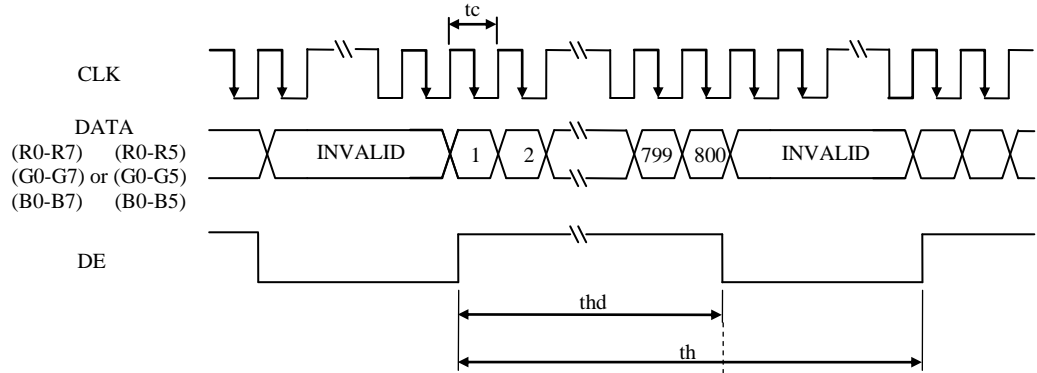 tc
CLK
DATA
(R0-R7) (R0-R5)
(G0-G7) or (G0-G5)
(B0-B7) (B0-B5)
INVALID 1 2 799 800 INVALID
DE
thd
th